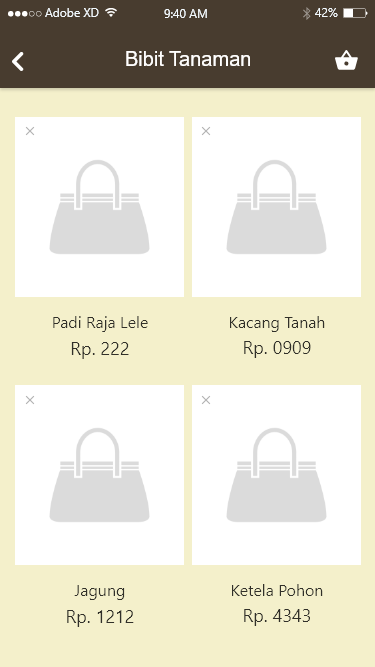 Adobe XD 9:40 AM 42%
Bibit Tanaman
Padi Raja Lele
Rp. 222
Kacang Tanah
Rp. 0909
Jagung
Rp. 1212
Ketela Pohon
Rp. 4343